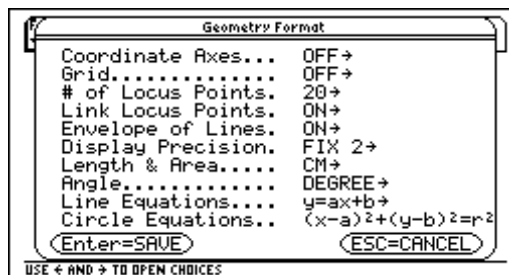 Geometry Format
Coordinate Axes... OFF→
Grid.............. OFF→
# of Locus Points. 20→
Link Locus Points. ON→
Envelope of Lines. ON→
Display Precision. FIX 2→
Length & Area..... CM→
Angle............. DEGREE→
Line Equations.... y=ax+b→
Circle Equations.. (x-a)²+(y-b)²=r²
Enter=SAVE ESC=CANCEL
USE ← AND → TO OPEN CHOICES